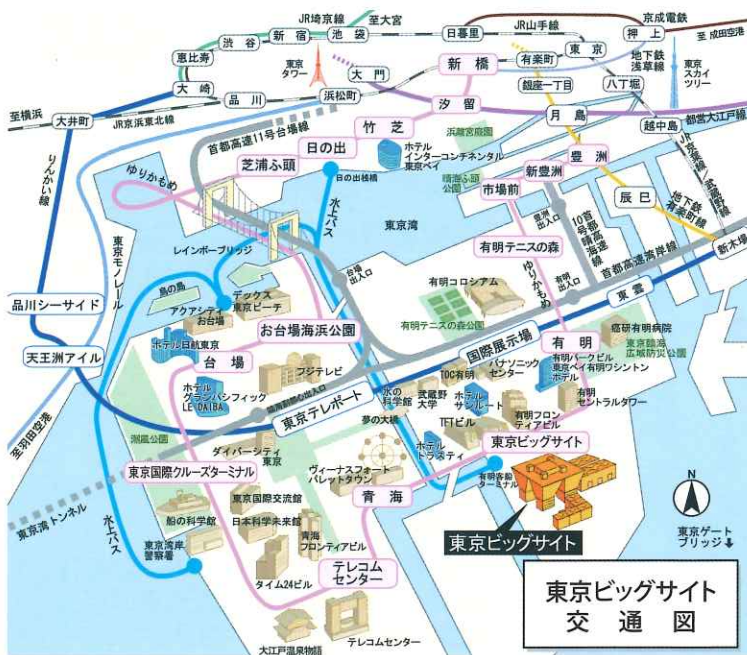 JR埼京線
至大宮
JR山手線
京成電鉄
至 成田空港
恵比寿
渋谷
新宿
池袋
日暮里
押上
東京
タワー
大門
新橋
有楽町
東京
地下鉄
浅草線
東京
スカイ
ツリー
大崎
品川
浜松町
汐留
銀座一丁目
八丁堀
至横浜
大井町
JR京浜東北線
首都高速11号台場線
竹芝
月島
越中島
都営大江戸線
りんかい線
日の出
浜離宮庭園
ホテル
インターコンチネンタル
東京ベイ
芝浦ふ頭
日の出桟橋
晴海ふ頭
公園
新豊洲
豊洲
市場前
JR京葉線/武蔵野線
ゆりかもめ
水上バス
東京湾
豊洲
出入口
10号晴海線
首都高速
辰巳
地下鉄
有楽町線
東京モノレール
レインボーブリッジ
有明テニスの森
ゆりかもめ
首都高速湾岸線
新木場
台場
出入口
有明
出入口
鳥の島
有明コロシアム
東雲
品川シーサイド
アクアシティ
お台場
デックス
東京ビーチ
お台場海浜公園
有明テニスの森公園
国際展示場
有明
癌研有明病院
東京臨海
広域防災公園
天王洲アイル
ホテル日航東京
台場
フジテレビ
パナソニック
センター
TOC有明
有明パークビル
東京ベイ有明ワシントン
ホテル
至羽田空港
ホテル
グランパシフィック
LE DAIBA
水の
科学館
武蔵野
大学
ホテル
サンルート
有明
セントラルタワー
臨海副都心出入口
東京テレポート
夢の大橋
TFTビル
有明フロン
ティアビル
潮風公園
ダイバーシティ
東京
ホテル
トラスティ
東京ビッグサイト
東京国際クルーズターミナル
ヴィーナスフォート
パレットタウン
有明客船
ターミナル
東京湾トンネル
船の科学館
東京国際交流館
青海
水上バス
日本科学未来館
青海
フロンティアビル
東京ビッグサイト
N
東京ゲート
ブリッジ↓
東京湾岸
警察署
タイム24ビル
テレコム
センター
大江戸温泉物語
テレコムセンター
東京ビッグサイト
交通図